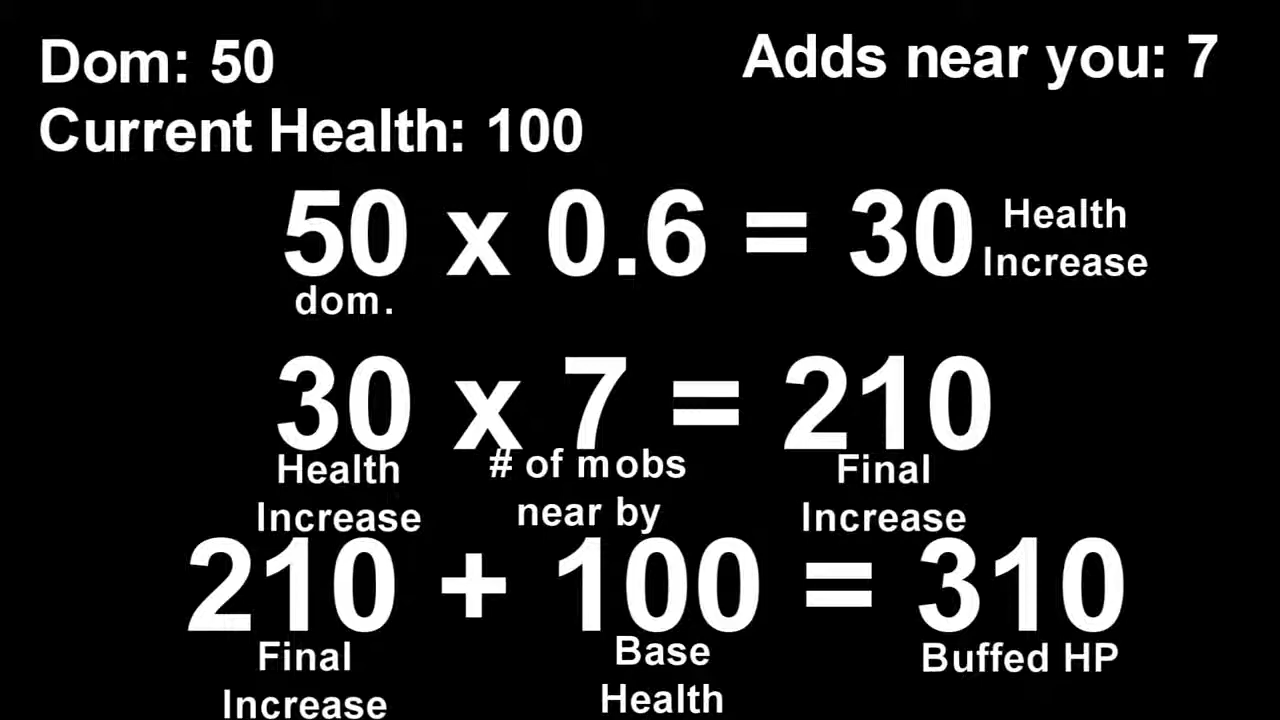 Dom: 50
Adds near you: 7
Current Health: 100
50 x 0.6 = 30
Health
Increase
dom.
30 x 7 = 210
Health
Increase
# of mobs
near by
Final
Increase
210 + 100 = 310
Final
Increase
Base
Health
Buffed HP